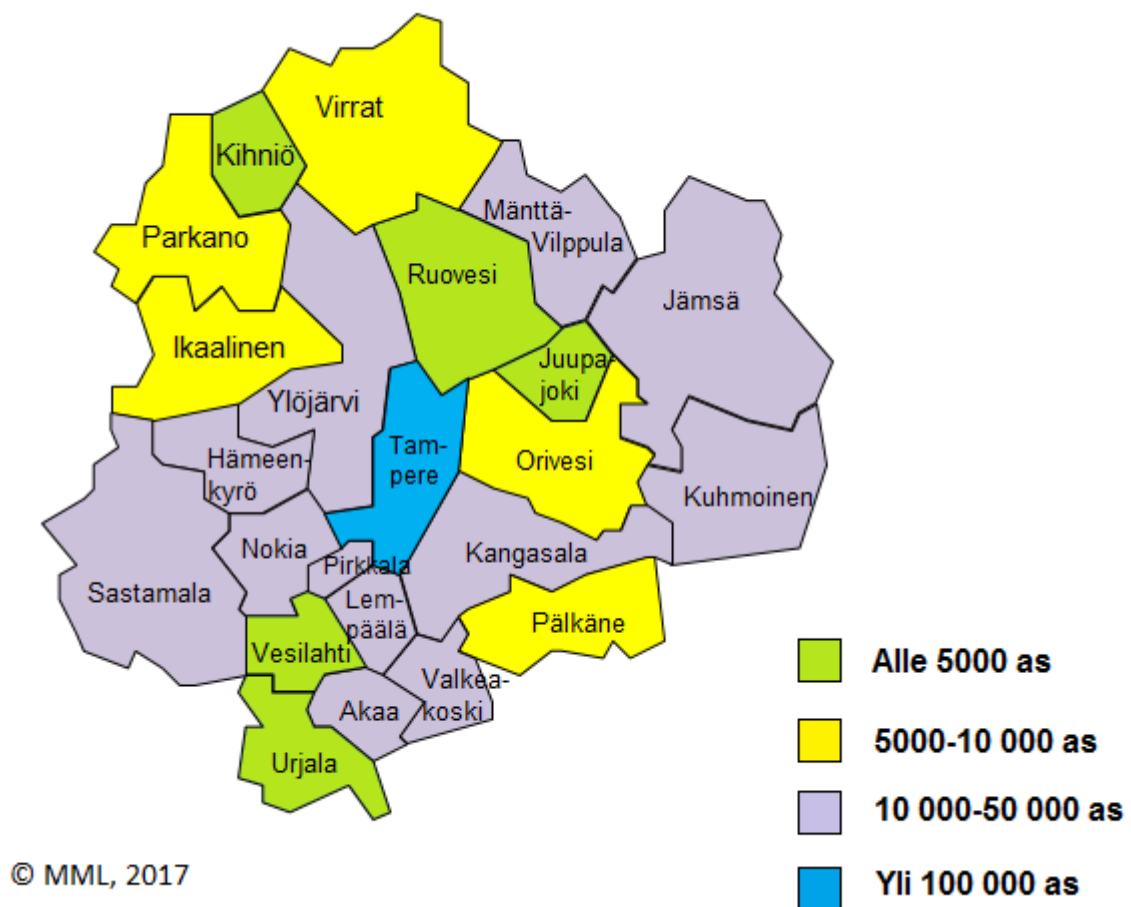 Virrat
Kihniö
Mänttä-
Vilppula
Parkano
Ruovesi
Jämsä
Ikaalinen
Juupa-
joki
Ylöjärvi
Tam-
pere
Hämeen-
kyrö
Orivesi
Kuhmoinen
Nokia
Pirkkala
Kangasala
Sastamala
Lem-
päälä
Pälkäne
Vesilahti
Valkea-
koski
Akaa
Urjala
Alle 5000 as
5000-10 000 as
10 000-50 000 as
Yli 100 000 as
© MML, 2017